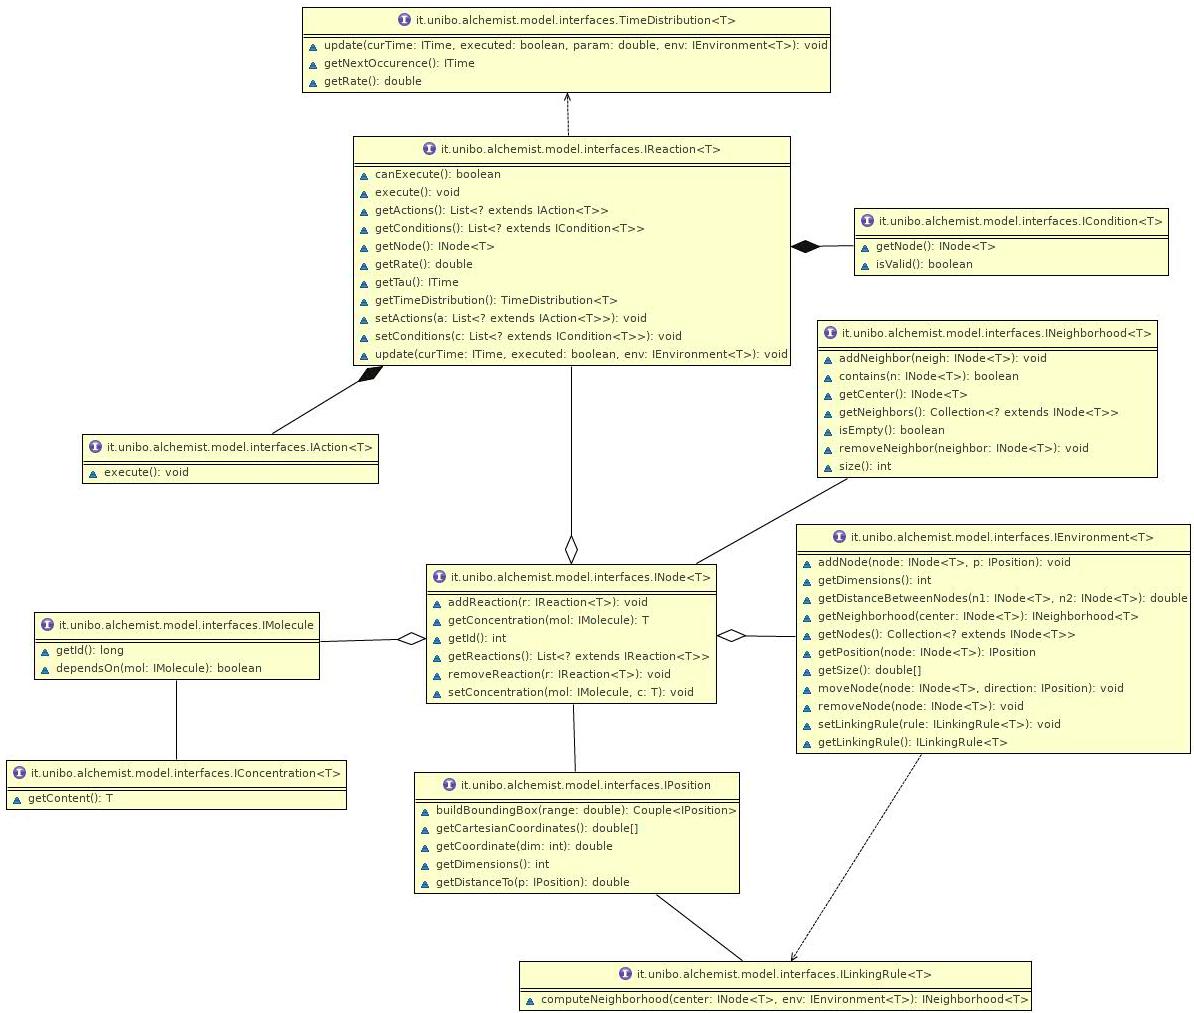 it.unibo.alchemist.model.interfaces.TimeDistribution<T>
update(curTime: ITime, executed: boolean, param: double, env: IEnvironment<T>): void
getNextOccurence(): ITime
getRate(): double
it.unibo.alchemist.model.interfaces.IReaction<T>
canExecute(): boolean
execute(): void
getActions(): List<? extends IAction<T>>
getConditions(): List<? extends ICondition<T>>
getNode(): INode<T>
getRate(): double
getTau(): ITime
getTimeDistribution(): TimeDistribution<T>
setActions(a: List<? extends IAction<T>>): void
setConditions(c: List<? extends ICondition<T>>): void
update(curTime: ITime, executed: boolean, env: IEnvironment<T>): void
it.unibo.alchemist.model.interfaces.ICondition<T>
getNode(): INode<T>
isValid(): boolean
it.unibo.alchemist.model.interfaces.INeighborhood<T>
addNeighbor(neigh: INode<T>): void
contains(n: INode<T>): boolean
getCenter(): INode<T>
getNeighbors(): Collection<? extends INode<T>>
isEmpty(): boolean
removeNeighbor(neighbor: INode<T>): void
size(): int
it.unibo.alchemist.model.interfaces.IAction<T>
execute(): void
it.unibo.alchemist.model.interfaces.IEnvironment<T>
addNode(node: INode<T>, p: IPosition): void
getDimensions(): int
getDistanceBetweenNodes(n1: INode<T>, n2: INode<T>): double
getNeighborhood(center: INode<T>): INeighborhood<T>
getNodes(): Collection<? extends INode<T>>
getPosition(node: INode<T>): IPosition
getSize(): double[]
moveNode(node: INode<T>, direction: IPosition): void
removeNode(node: INode<T>): void
setLinkingRule(rule: ILinkingRule<T>): void
getLinkingRule(): ILinkingRule<T>
it.unibo.alchemist.model.interfaces.INode<T>
addReaction(r: IReaction<T>): void
getConcentration(mol: IMolecule): T
getId(): int
getReactions(): List<? extends IReaction<T>>
removeReaction(r: IReaction<T>): void
setConcentration(mol: IMolecule, c: T): void
it.unibo.alchemist.model.interfaces.IMolecule
getId(): long
dependsOn(mol: IMolecule): boolean
it.unibo.alchemist.model.interfaces.IConcentration<T>
getContent(): T
it.unibo.alchemist.model.interfaces.IPosition
buildBoundingBox(range: double): Couple<IPosition>
getCartesianCoordinates(): double[]
getCoordinate(dim: int): double
getDimensions(): int
getDistanceTo(p: IPosition): double
it.unibo.alchemist.model.interfaces.ILinkingRule<T>
computeNeighborhood(center: INode<T>, env: IEnvironment<T>): INeighborhood<T>